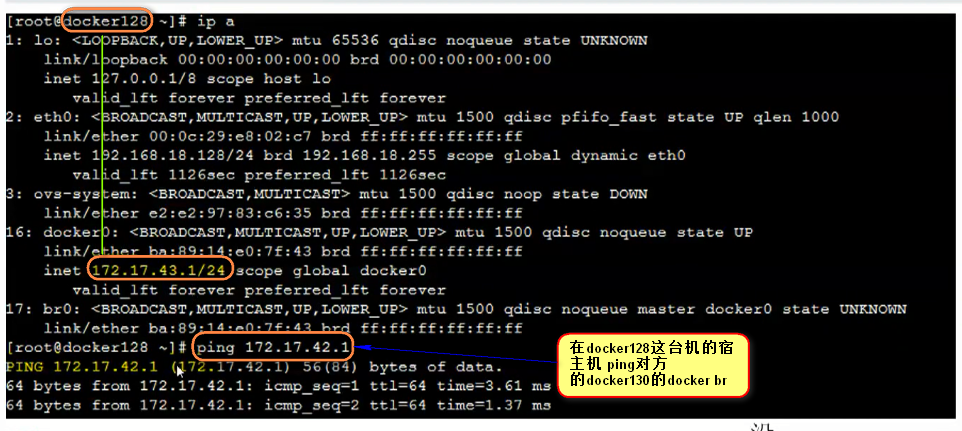 [root@docker128 ~]# ip a
1: lo: <LOOPBACK,UP,LOWER_UP> mtu 65536 qdisc noqueue state UNKNOWN
link/loopback 00:00:00:00:00:00 brd 00:00:00:00:00:00
inet 127.0.0.1/8 scope host lo
valid_lft forever preferred_lft forever
2: eth0: <BROADCAST,MULTICAST,UP,LOWER_UP> mtu 1500 qdisc pfifo_fast state UP qlen 1000
link/ether 00:0c:29:e8:02:c7 brd ff:ff:ff:ff:ff:ff
inet 192.168.18.128/24 brd 192.168.18.255 scope global dynamic eth0
valid_lft 1126sec preferred_lft 1126sec
3: ovs-system: <BROADCAST,MULTICAST> mtu 1500 qdisc noop state DOWN
link/ether e2:e2:97:83:c6:35 brd ff:ff:ff:ff:ff:ff
16: docker0: <BROADCAST,MULTICAST,UP,LOWER_UP> mtu 1500 qdisc noqueue state UP
link/ether ba:89:14:e0:7f:43 brd ff:ff:ff:ff:ff:ff
inet 172.17.43.1/24 scope global docker0
valid_lft forever preferred_lft forever
17: br0: <BROADCAST,MULTICAST,UP,LOWER_UP> mtu 1500 qdisc noqueue master docker0 state UNKNOWN
link/ether ba:89:14:e0:7f:43 brd ff:ff:ff:ff:ff:ff
[root@docker128 ~]# ping 172.17.42.1
PING 172.17.42.1 (172.17.42.1) 56(84) bytes of data.
64 bytes from 172.17.42.1: icmp_seq=1 ttl=64 time=3.61 ms
64 bytes from 172.17.42.1: icmp_seq=2 ttl=64 time=1.37 ms
在docker128这台机的宿
主机 ping对方
的docker130的docker br